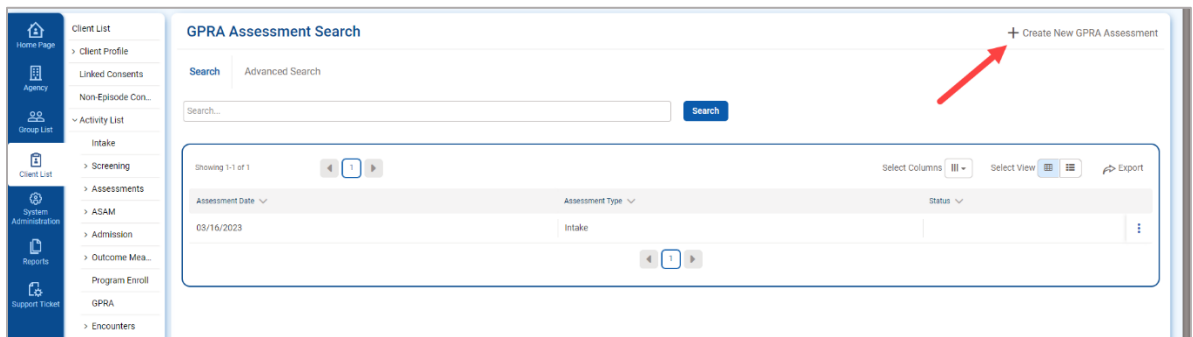 Home Page
Agency
Group List
Client List
System
Administration
Reports
Support Ticket
Client List
> Client Profile
Linked Consents
Non-Episode Con...
Activity List
Intake
> Screening
> Assessments
> ASAM
> Admission
> Outcome Mea...
Program Enroll
GPRA
> Encounters
GPRA Assessment Search
+ Create New GPRA Assessment
Search
Advanced Search
Search...
Search
Showing 1-1 of 1
1
Select Columns
Select View
Export
Assessment Date
Assessment Type
Status
03/16/2023
Intake
1